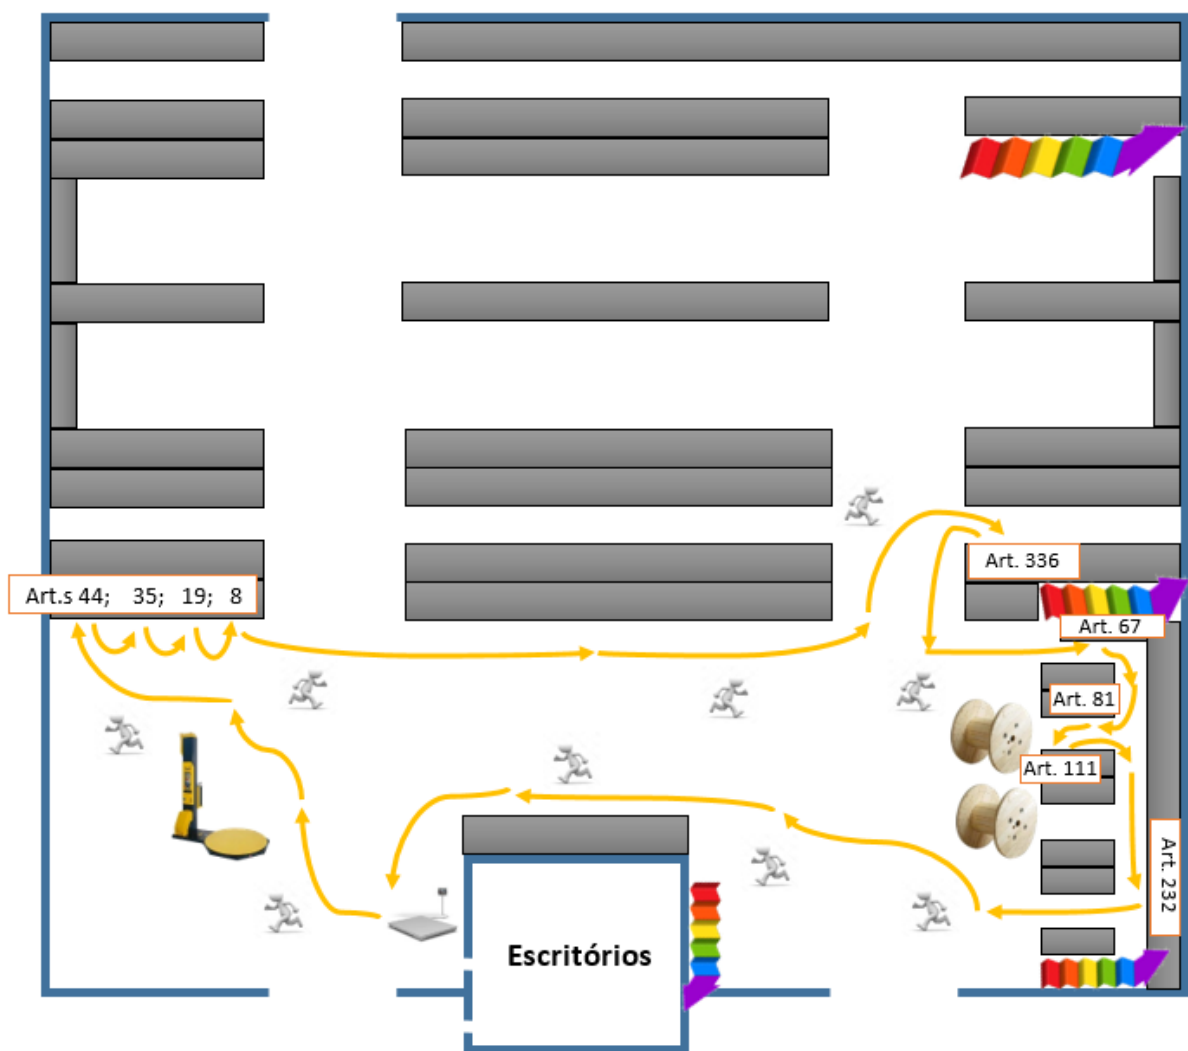 Art. 336
Art.s 44; 35; 19; 8
Art. 67
Art. 81
Art. 111
Art. 232
Escritórios